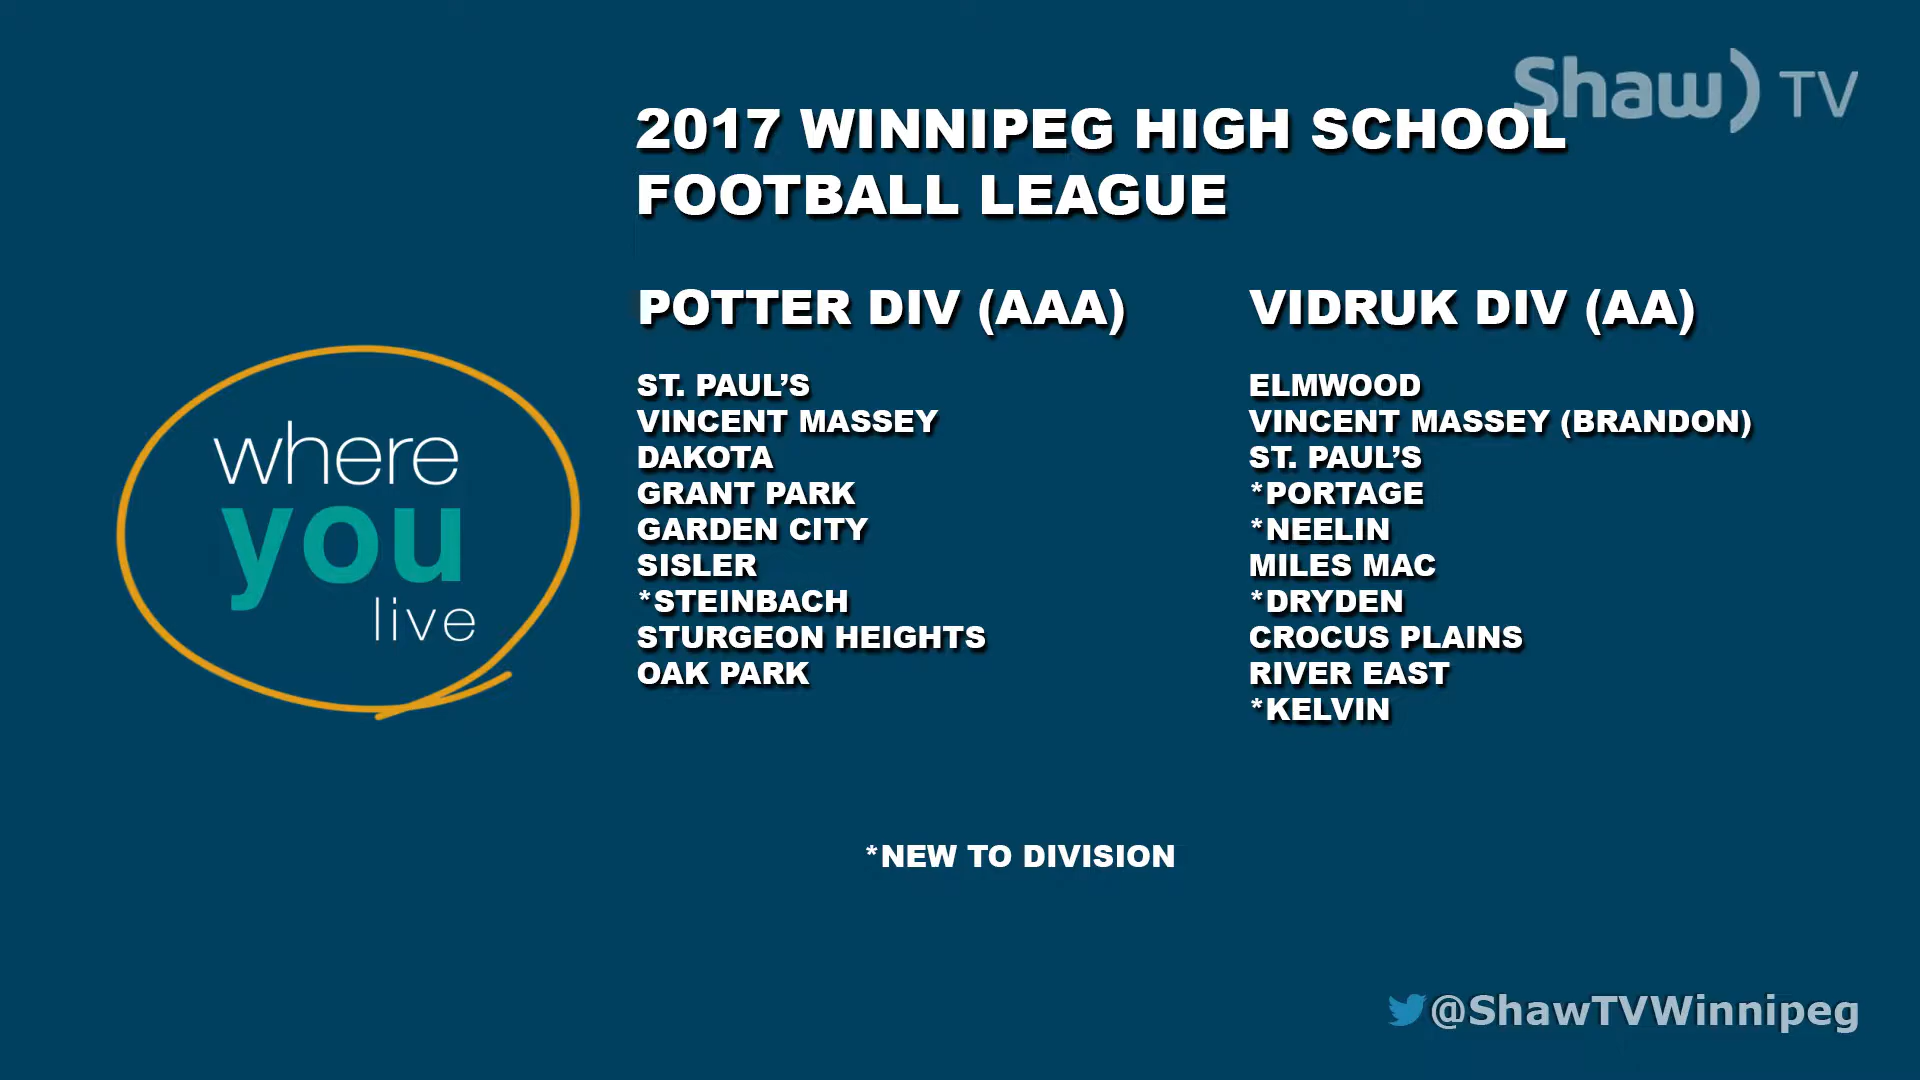 Shaw) TV
2017 WINNIPEG HIGH SCHOOL
FOOTBALL LEAGUE
POTTER DIV (AAA)
ST. PAUL’S
VINCENT MASSEY
DAKOTA
GRANT PARK
GARDEN CITY
SISLER
*STEINBACH
STURGEON HEIGHTS
OAK PARK
VIDRUK DIV (AA)
ELMWOOD
VINCENT MASSEY (BRANDON)
ST. PAUL’S
*PORTAGE
*NEELIN
MILES MAC
*DRYDEN
CROCUS PLAINS
RIVER EAST
*KELVIN
where
you
live
*NEW TO DIVISION
@ShawTVWinnipeg